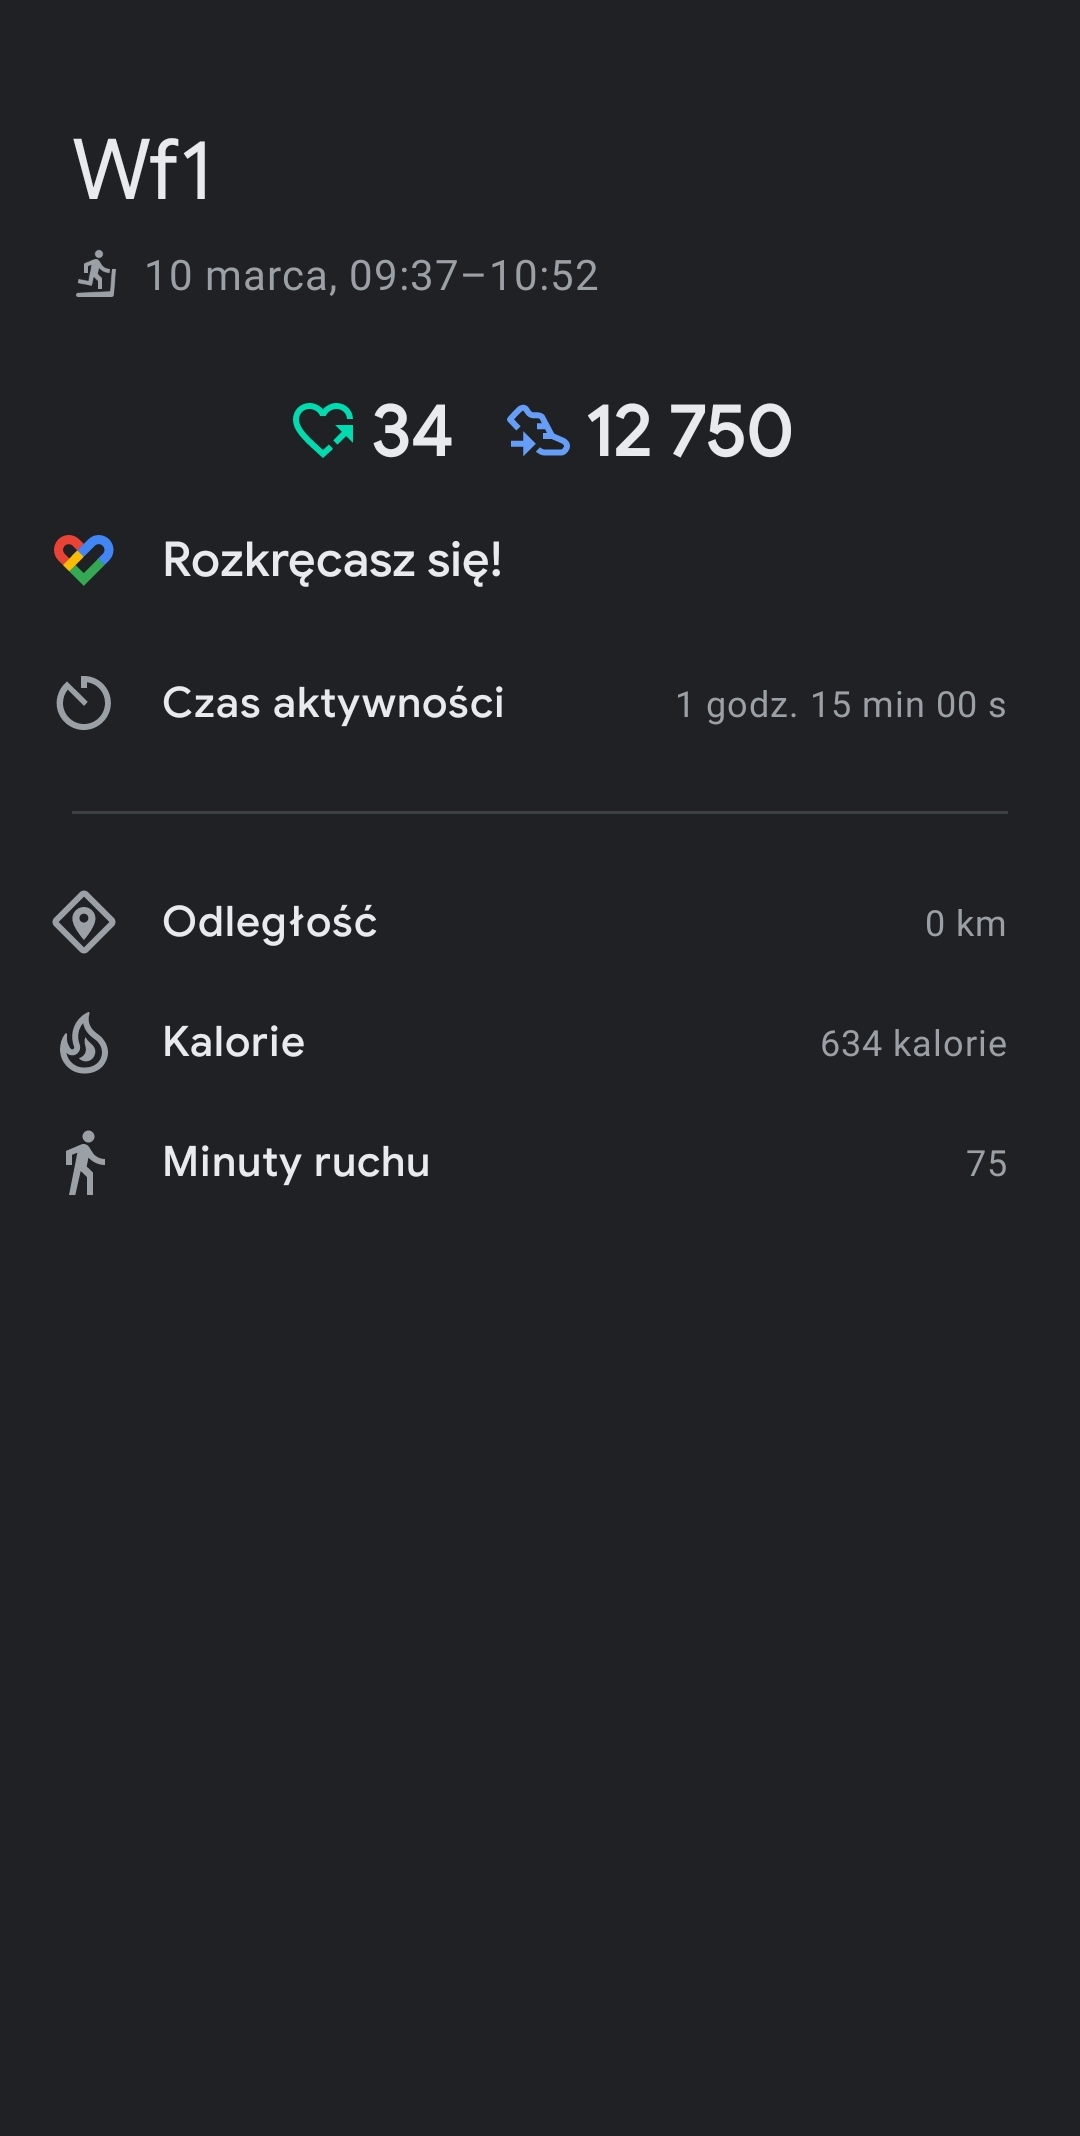 Wf1
10 marca, 09:37–10:52
34 12 750
Rozkręcasz się!
Czas aktywności 1 godz. 15 min 00 s
Odległość 0 km
Kalorie 634 kalorie
Minuty ruchu 75